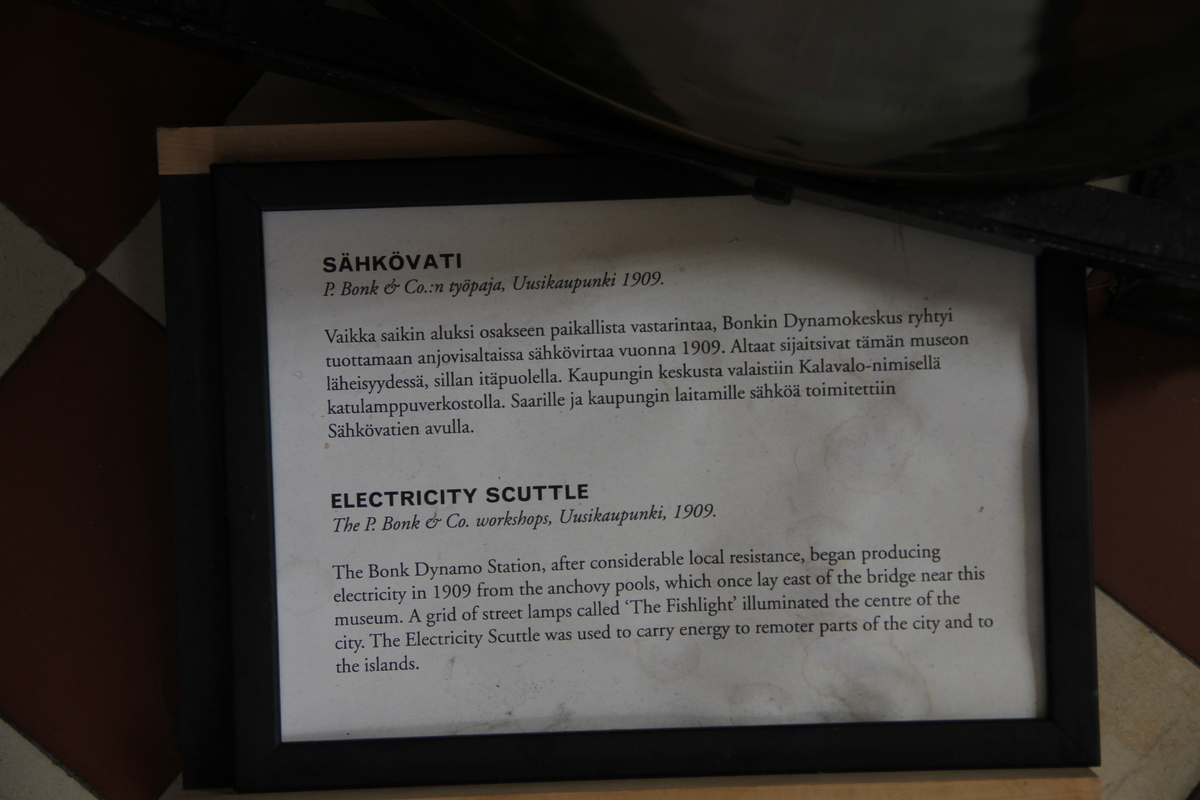 SÄHKÖVATI
P. Bonk & Co.:n työpaja, Uusikaupunki 1909.
Vaikka saikin aluksi osakseen paikallista vastarintaa, Bonkin Dynamokeskus ryhtyi
tuottamaan anjovisaltaissa sähkövirtaa vuonna 1909. Altaat sijaitsivat tämän museon
läheisyydessä, sillan itäpuolella. Kaupungin keskusta valaistiin Kalavalo-nimisellä
katulamppuverkostolla. Saarille ja kaupungin laitamille sähköä toimitettiin
Sähkövatien avulla.
ELECTRICITY SCUTTLE
The P. Bonk & Co. workshops, Uusikaupunki, 1909.
The Bonk Dynamo Station, after considerable local resistance, began producing
electricity in 1909 from the anchovy pools, which once lay east of the bridge near this
museum. A grid of street lamps called ‘The Fishlight’ illuminated the centre of the
city. The Electricity Scuttle was used to carry energy to remoter parts of the city and to
the islands.